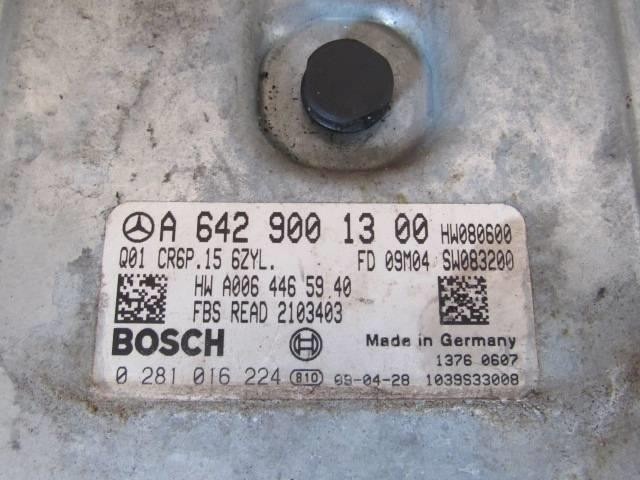 A 642 900 13 00 HW080600
Q01 CR6P.15 6ZYL. FD 09M04 SW083200
HW A006 446 59 40
FBS READ 2103403
BOSCH Made in Germany
1376 0607
0 281 016 224 810 09-04-28 1039S33008